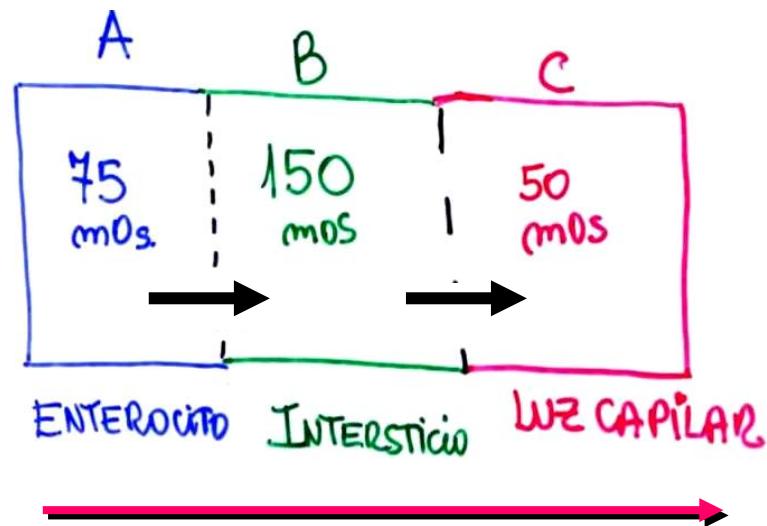 A
B
C
75
mOs.
150
mOS
50
mOs
ENTEROCITO
INTERSTICIO
LUZ CAPILAR